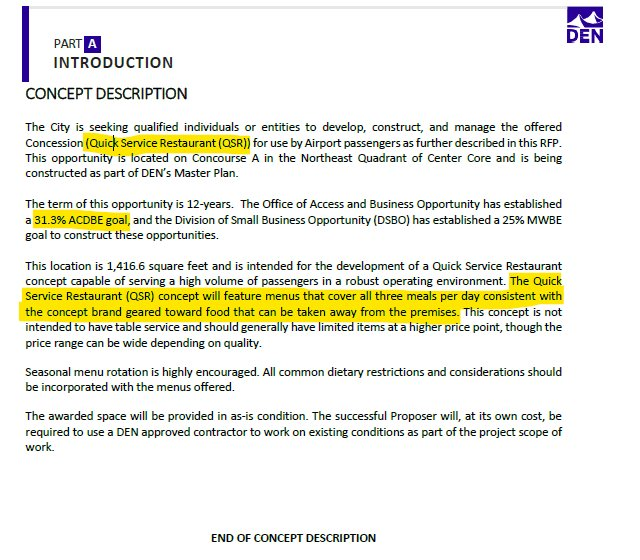 DEN
PART A
INTRODUCTION
CONCEPT DESCRIPTION
The City is seeking qualified individuals or entities to develop, construct, and manage the offered
Concession (Quick Service Restaurant (QSR)) for use by Airport passengers as further described in this RFP.
This opportunity is located on Concourse A in the Northeast Quadrant of Center Core and is being
constructed as part of DEN's Master Plan.
The term of this opportunity is 12-years. The Office of Access and Business Opportunity has established
a 31.3% ACDBE goal, and the Division of Small Business Opportunity (DSBO) has established a 25% MWBE
goal to construct these opportunities.
This location is 1,416.6 square feet and is intended for the development of a Quick Service Restaurant
concept capable of serving a high volume of passengers in a robust operating environment. The Quick
Service Restaurant (QSR) concept will feature menus that cover all three meals per day consistent with
the concept brand geared toward food that can be taken away from the premises. This concept is not
intended to have table service and should generally have limited items at a higher price point, though the
price range can be wide depending on quality.
Seasonal menu rotation is highly encouraged. All common dietary restrictions and considerations should
be incorporated with the menus offered.
The awarded space will be provided in as-is condition. The successful Proposer will, at its own cost, be
required to use a DEN approved contractor to work on existing conditions as part of the project scope of
work.
END OF CONCEPT DESCRIPTION